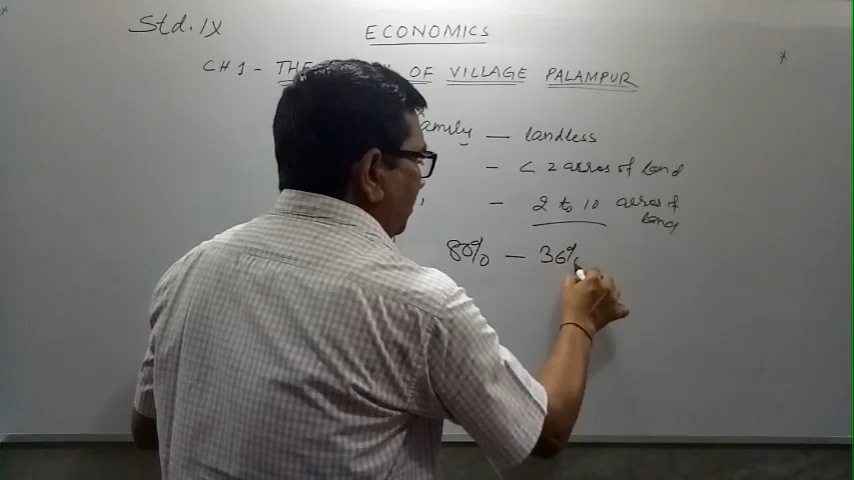 Std. IX
ECONOMICS
CH 1 - THE OF VILLAGE PALAMPUR
family — landless
- < 2 acres of land
- 2 to 10 acres of land
80% — 36%